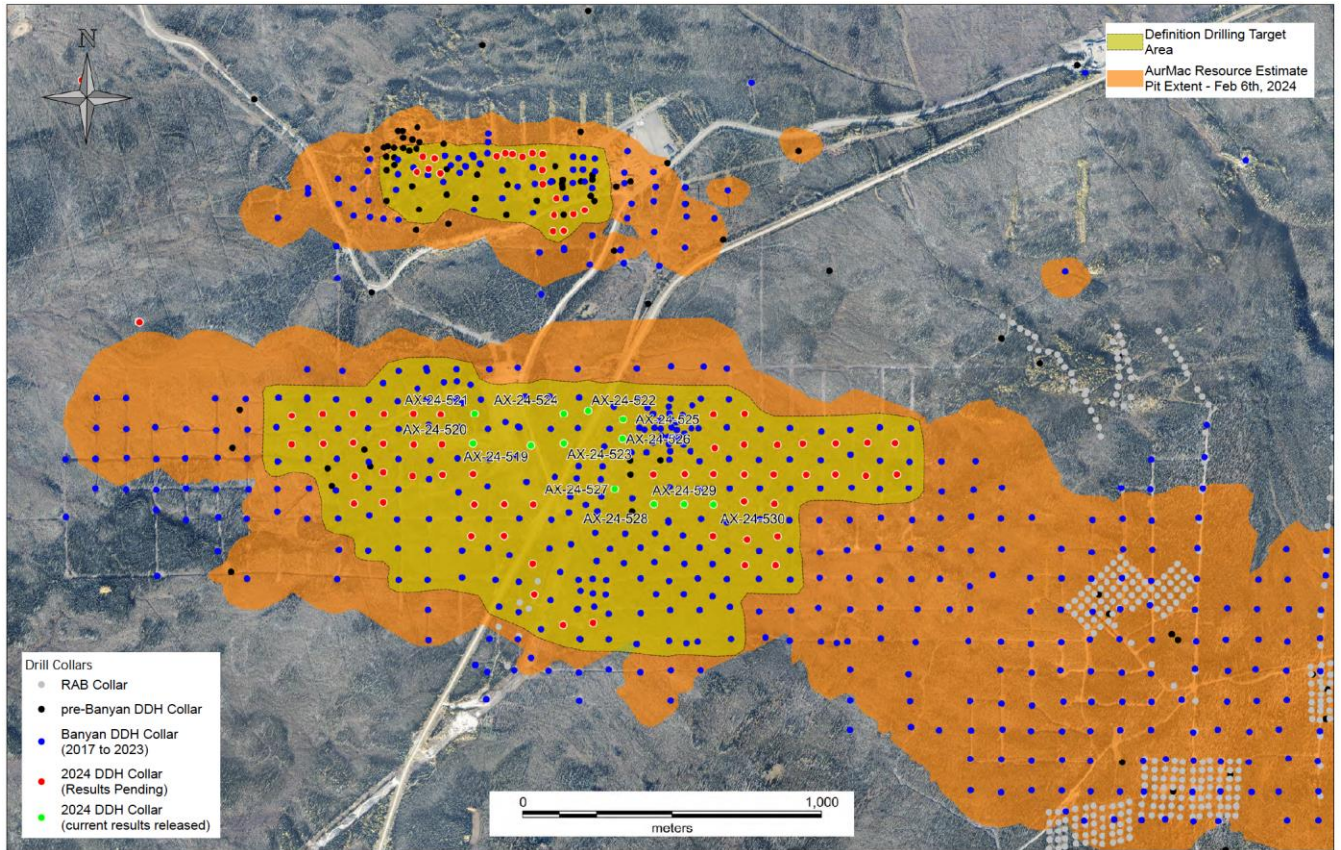 N
Definition Drilling Target
Area
AurMac Resource Estimate
Pit Extent - Feb 6th, 2024
AX-24-521
AX-24-524
AX-24-522
AX-24-525
AX-24-520
AX-24-526
AX-24-519
AX-24-523
AX-24-527
AX-24-529
AX-24-528
AX-24-530
Drill Collars
RAB Collar
pre-Banyan DDH Collar
Banyan DDH Collar
(2017 to 2023)
2024 DDH Collar
(Results Pending)
2024 DDH Collar
(current results released)
0
1,000
meters